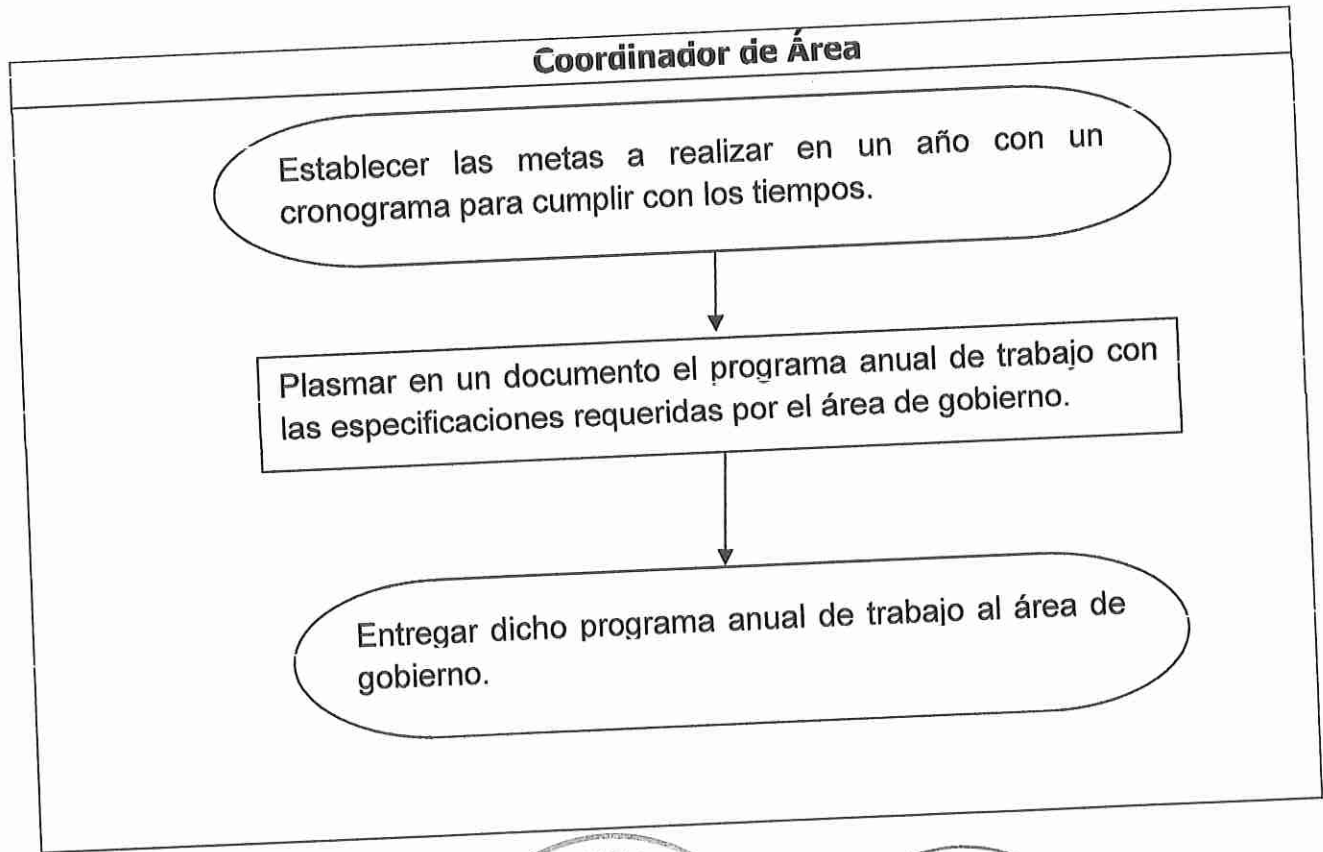 Coordinador de Área
Establecer las metas a realizar en un año con un
cronograma para cumplir con los tiempos.
Plasmar en un documento el programa anual de trabajo con
las especificaciones requeridas por el área de gobierno.
Entregar dicho programa anual de trabajo al área de
gobierno.